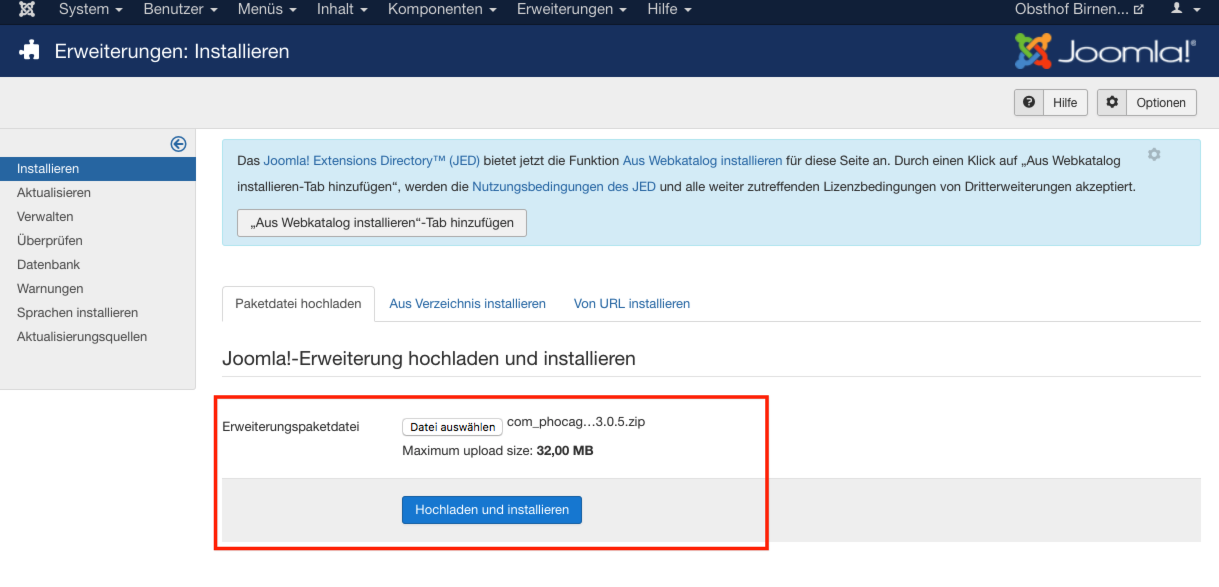 System Benutzer Menüs Inhalt Komponenten Erweiterungen Hilfe Obsthof Birnen...
Erweiterungen: Installieren Joomla!®
Hilfe Optionen
Installieren
Aktualisieren
Verwalten
Überprüfen
Datenbank
Warnungen
Sprachen installieren
Aktualisierungsquellen
Das Joomla! Extensions Directory™ (JED) bietet jetzt die Funktion Aus Webkatalog installieren für diese Seite an. Durch einen Klick auf „Aus Webkatalog
installieren-Tab hinzufügen“, werden die Nutzungsbedingungen des JED und alle weiter zutreffenden Lizenzbedingungen von Dritterweiterungen akzeptiert.
„Aus Webkatalog installieren“-Tab hinzufügen
Paketdatei hochladen Aus Verzeichnis installieren Von URL installieren
Joomla!-Erweiterung hochladen und installieren
Erweiterungspaketdatei Datei auswählen com_phocag…3.0.5.zip
Maximum upload size: 32,00 MB
Hochladen und installieren